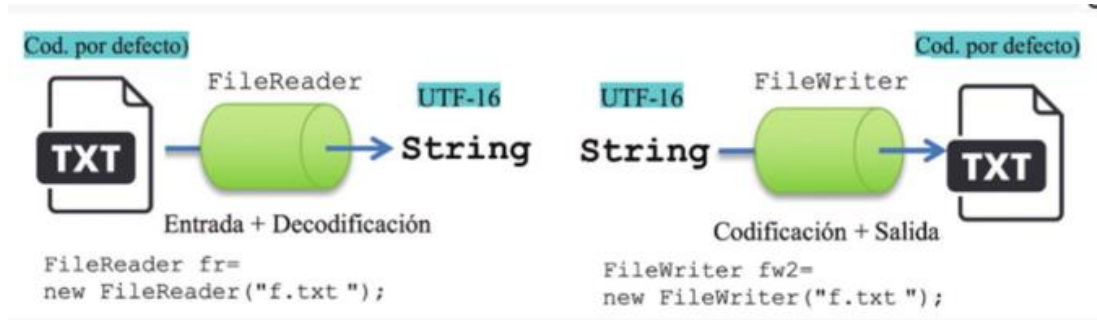 Cod. por defecto)
FileReader
UTF-16
TXT
String
Entrada + Decodificación
FileReader fr=
new FileReader("f.txt ");
Cod. por defecto)
FileWriter
UTF-16
String
TXT
Codificación + Salida
FileWriter fw2=
new FileWriter("f.txt ");